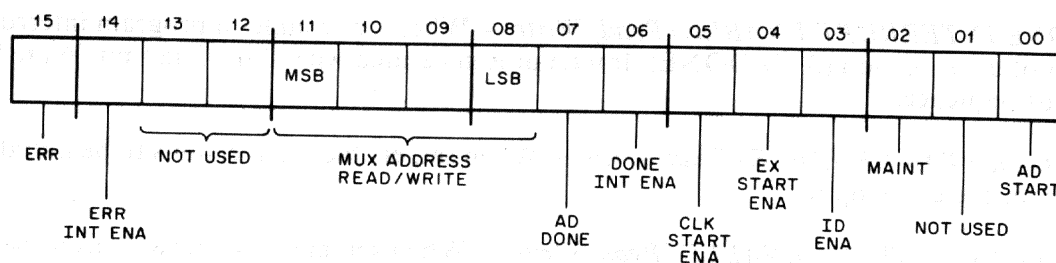 15 14 13 12 11 10 09 08 07 06 05 04 03 02 01 00
MSB LSB
ERR
ERR
INT ENA
NOT USED
MUX ADDRESS
READ/WRITE
AD
DONE
DONE
INT ENA
CLK
START
ENA
EX
START
ENA
ID
ENA
MAINT
NOT USED
AD
START